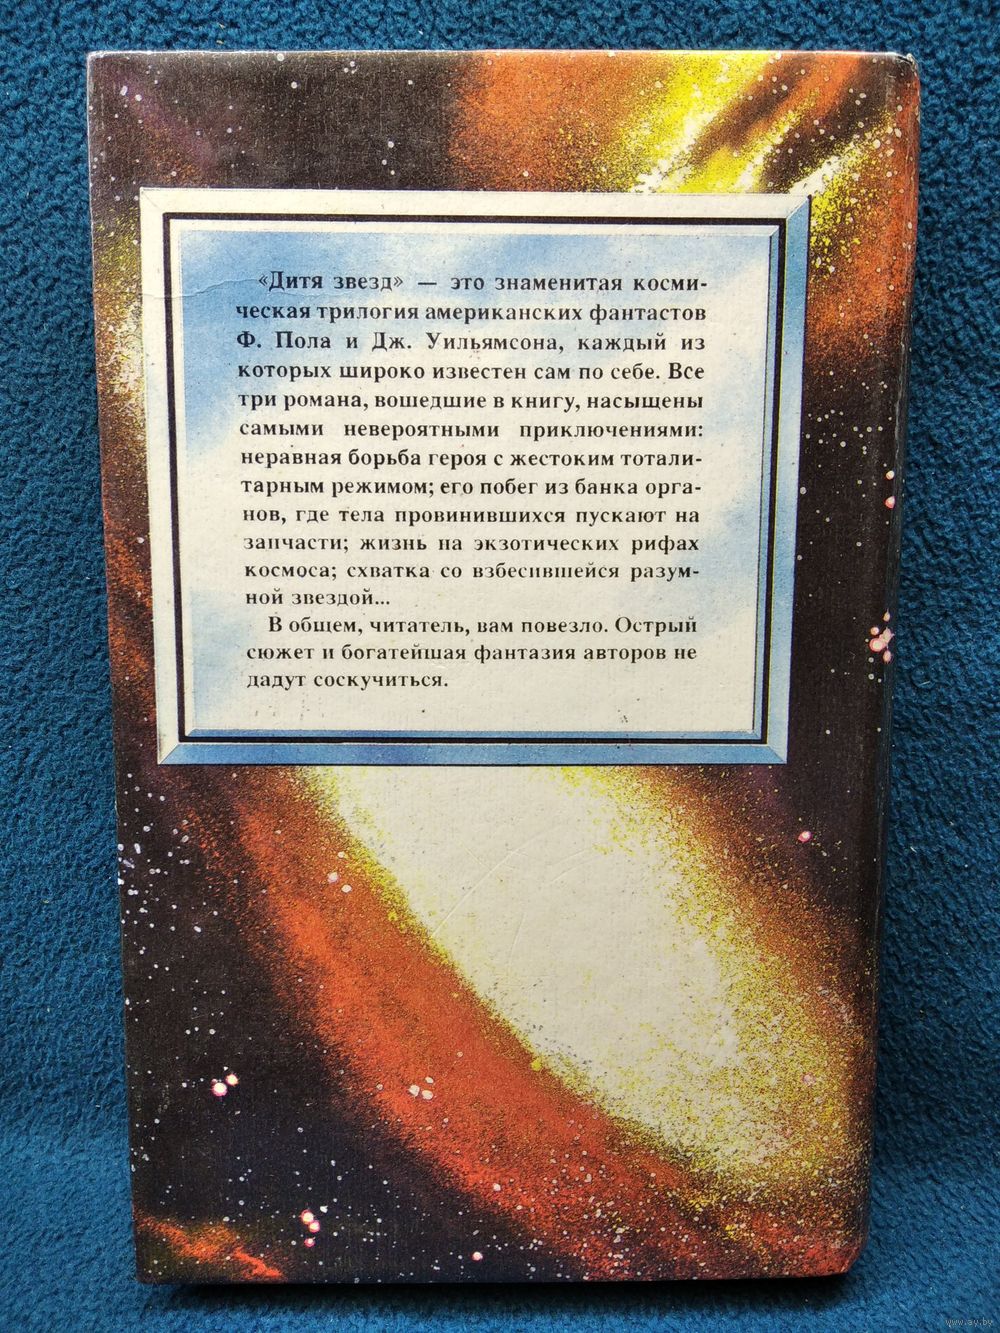 «Дитя звезд» — это знаменитая косми-
ческая трилогия американских фантастов
Ф. Пола и Дж. Уильямсона, каждый из
которых широко известен сам по себе. Все
три романа, вошедшие в книгу, насыщены
самыми невероятными приключениями:
неравная борьба героя с жестоким тотали-
тарным режимом; его побег из банка орга-
нов, где тела провинившихся пускают на
запчасти; жизнь на экзотических рифах
космоса; схватка со взбесившейся разум-
ной звездой...
В общем, читатель, вам повезло. Острый
сюжет и богатейшая фантазия авторов не
дадут соскучиться.
www.ay.by